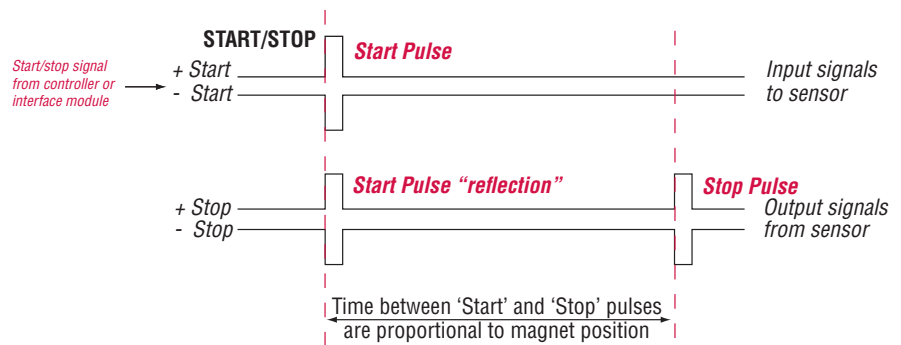 START/STOP
Start Pulse
Start/stop signal
from controller or
interface module
+ Start
- Start
Input signals
to sensor
Start Pulse “reflection”
Stop Pulse
+ Stop
- Stop
Output signals
from sensor
Time between ‘Start’ and ‘Stop’ pulses
are proportional to magnet position